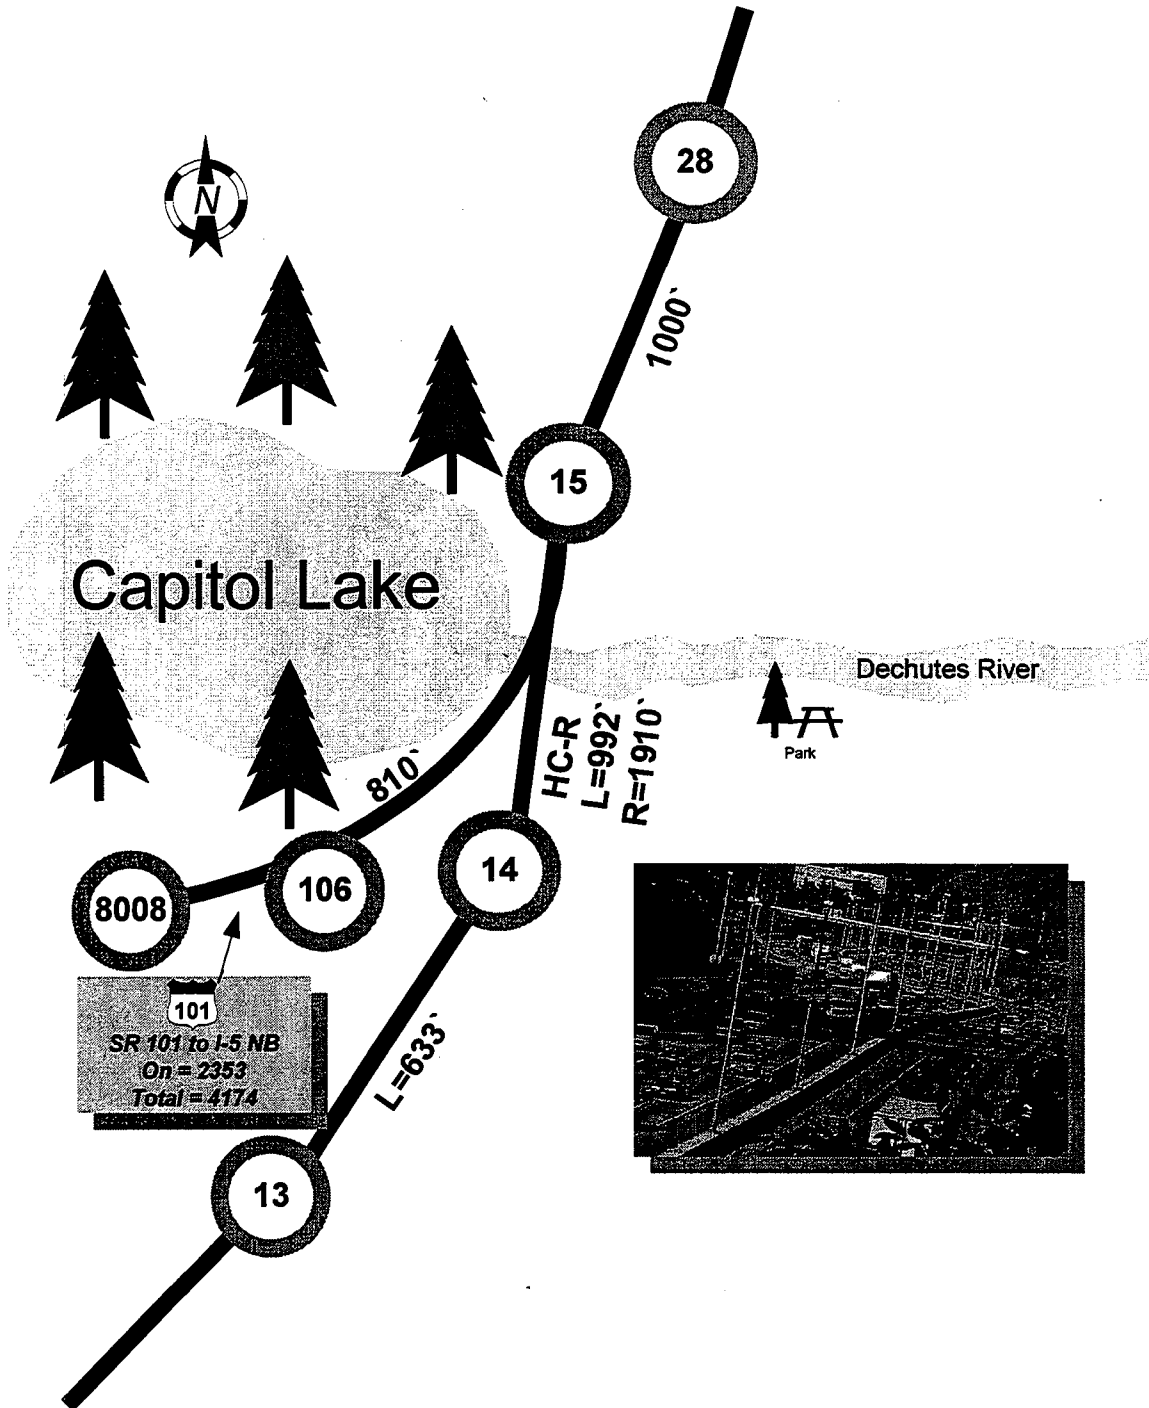 28
N
1000`
15
Capitol Lake
Dechutes River
Park
HC-R
L=992`
R=1910`
810`
14
106
8008
101
SR 101 to I-5 NB
On = 2353
Total = 4174
L=633`
13